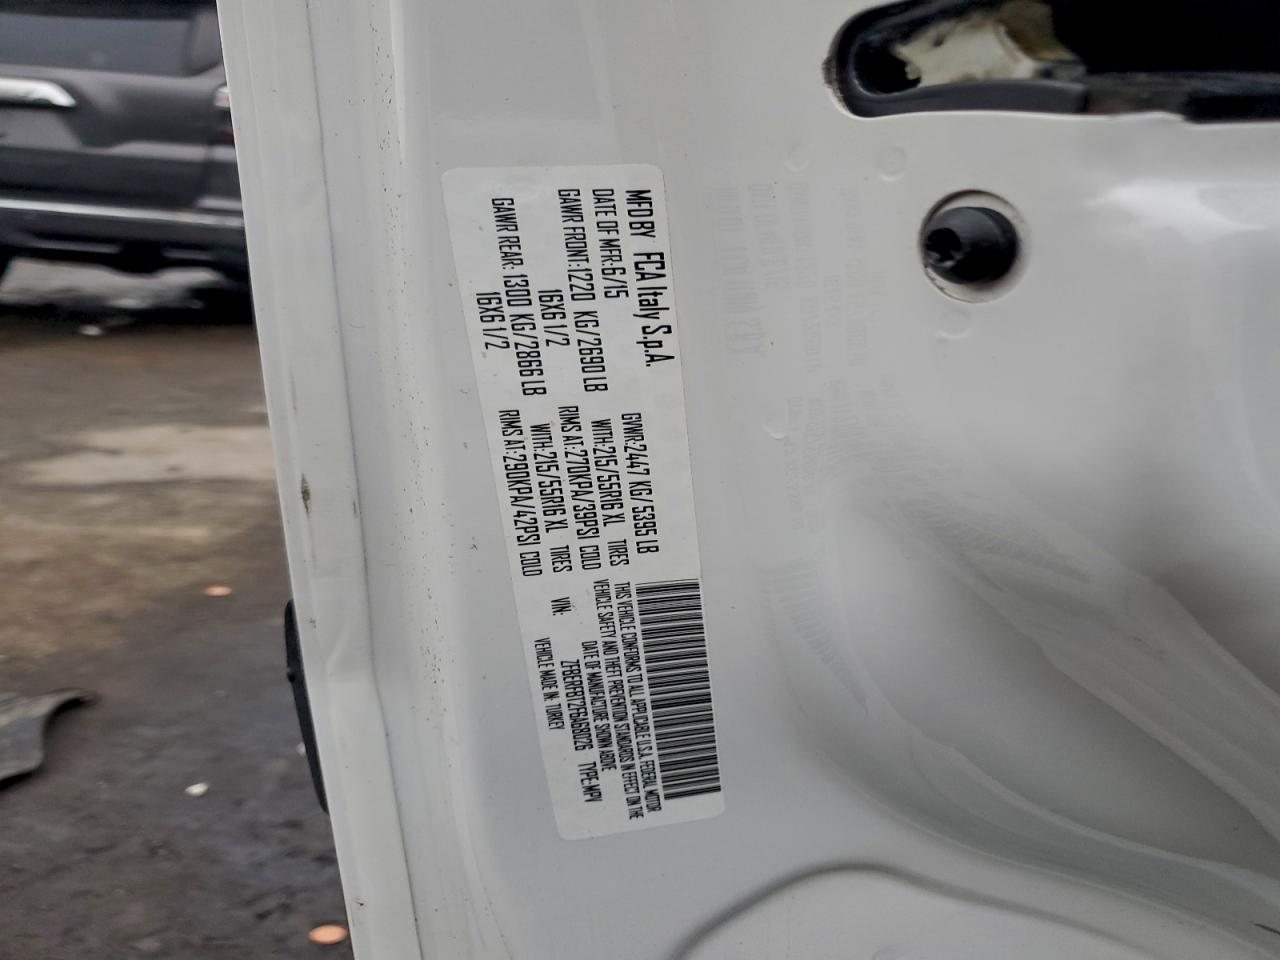 MFD BY FCA Italy S.p.A.
DATE OF MFR:6/15 GVWR:2447 KG/5395 LB
GAWR FRONT:1220 KG/2690 LB WITH:215/55R16 XL TIRES
16X6 1/2 RIMS AT:270KPA/39PSI COLD
GAWR REAR: 1300 KG/2866 LB WITH:215/55R16 XL TIRES
16X6 1/2 RIMS AT:290KPA/42PSI COLD
THIS VEHICLE CONFORMS TO ALL APPLICABLE U.S.A. FEDERAL MOTOR
VEHICLE SAFETY AND THEFT PREVENTION STANDARDS IN EFFECT ON THE
DATE OF MANUFACTURE SHOWN ABOVE
VIN: ZFBERFBT2F6A68026 TYPE:MPV
VEHICLE MADE IN: TURKEY